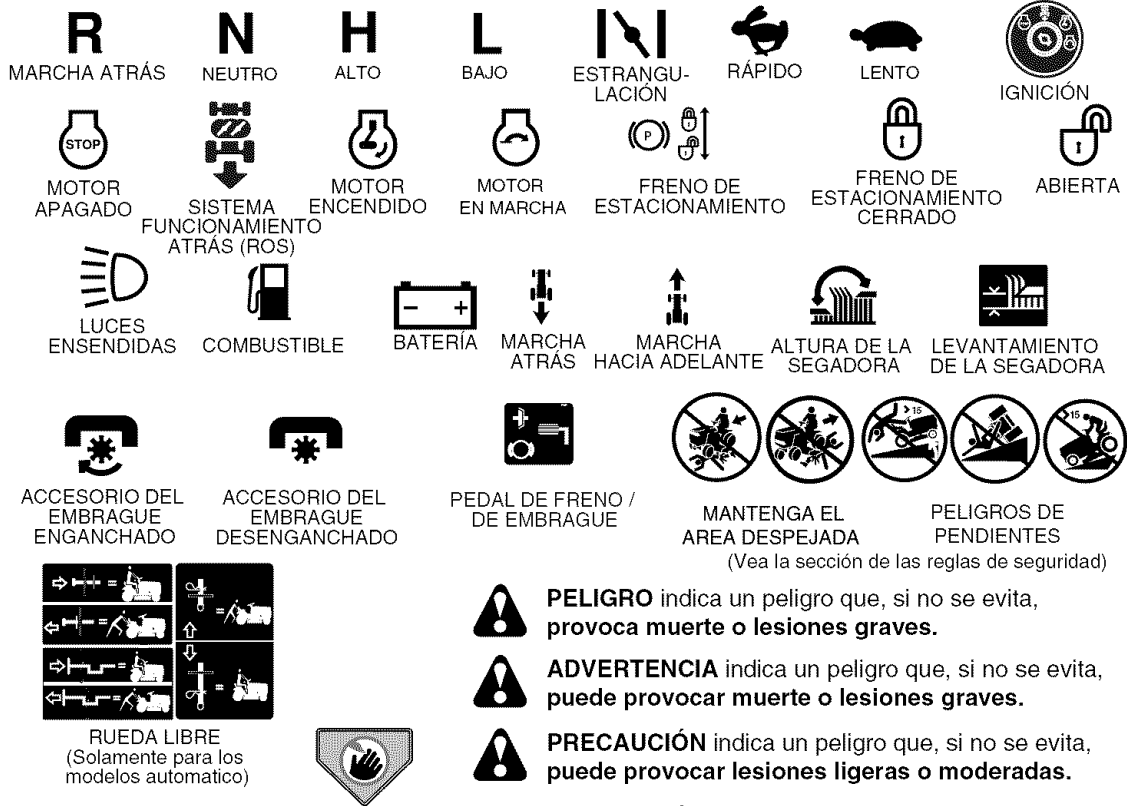 R
N
H
L
MARCHA ATRÁS
NEUTRO
ALTO
BAJO
ESTRANGU-
LACIÓN
RÁPIDO
LENTO
IGNICIÓN
STOP
MOTOR
APAGADO
SISTEMA
FUNCIONAMIENTO
ATRÁS (ROS)
MOTOR
ENCENDIDO
MOTOR
EN MARCHA
P
FRENO DE
ESTACIONAMIENTO
FRENO DE
ESTACIONAMIENTO
CERRADO
ABIERTA
LUCES
ENSENDIDAS
COMBUSTIBLE
- +
BATERÍA
MARCHA
ATRÁS
MARCHA
HACIA ADELANTE
ALTURA DE LA
SEGADORA
LEVANTAMIENTO
DE LA SEGADORA
ACCESORIO DEL
EMBRAGUE
ENGANCHADO
ACCESORIO DEL
EMBRAGUE
DESENGANCHADO
PEDAL DE FRENO /
DE EMBRAGUE
MANTENGA EL
AREA DESPEJADA
15
15
PELIGROS DE
PENDIENTES
(Vea la sección de las reglas de seguridad)
RUEDA LIBRE
(Solamente para los
modelos automatico)
PELIGRO indica un peligro que, si no se evita,
provoca muerte o lesiones graves.
ADVERTENCIA indica un peligro que, si no se evita,
puede provocar muerte o lesiones graves.
PRECAUCIÓN indica un peligro que, si no se evita,
puede provocar lesiones ligeras o moderadas.